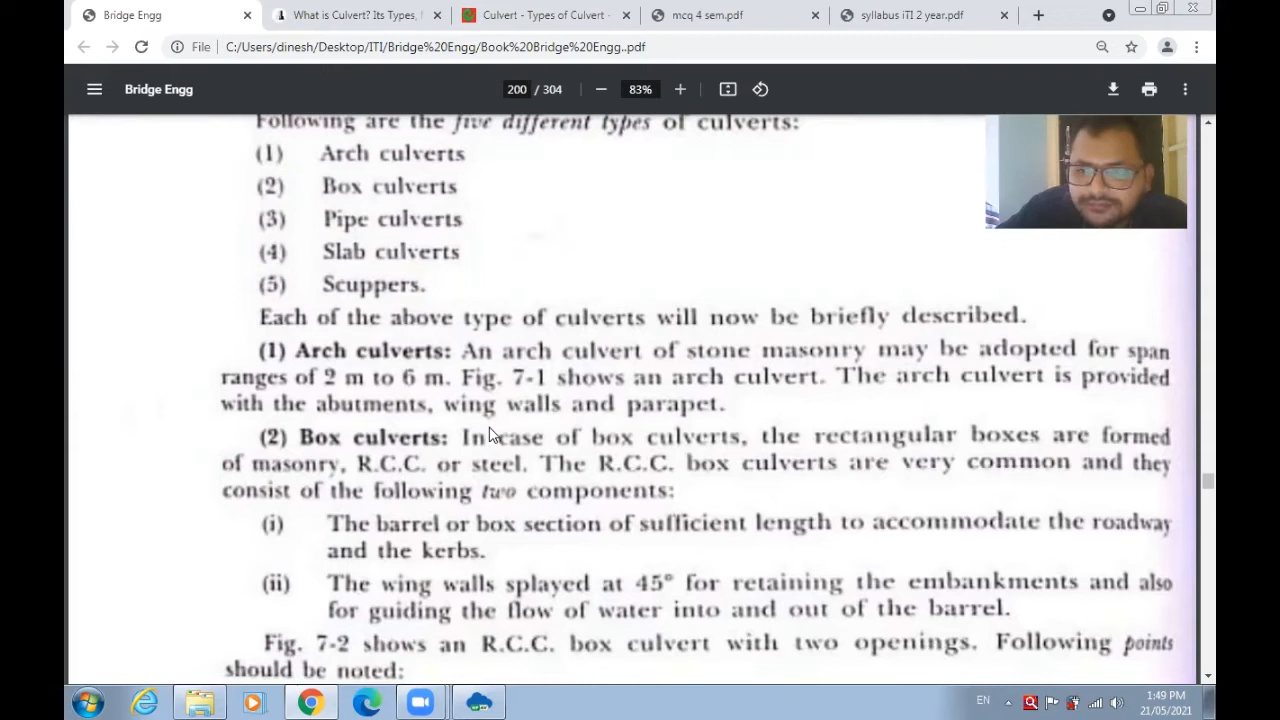 Bridge Engg
What is Culvert? Its Types,
Culvert - Types of Culvert -
mcq 4 sem.pdf
syllabus iTI 2 year.pdf
File
C:/Users/dinesh/Desktop/ITI/Bridge%20Engg/Book%20Bridge%20Engg..pdf
Bridge Engg
200 / 304
83%
Following are the five different types of culverts:
(1) Arch culverts
(2) Box culverts
(3) Pipe culverts
(4) Slab culverts
(5) Scuppers.
Each of the above type of culverts will now be briefly described.
(1) Arch culverts: An arch culvert of stone masonry may be adopted for span
ranges of 2 m to 6 m. Fig. 7-1 shows an arch culvert. The arch culvert is provided
with the abutments, wing walls and parapet.
(2) Box culverts: In case of box culverts, the rectangular boxes are formed
of masonry, R.C.C. or steel. The R.C.C. box culverts are very common and they
consist of the following two components:
(i) The barrel or box section of sufficient length to accommodate the roadway
and the kerbs.
(ii) The wing walls splayed at 45° for retaining the embankments and also
for guiding the flow of water into and out of the barrel.
Fig. 7-2 shows an R.C.C. box culvert with two openings. Following points
should be noted:
EN
1:49 PM
21/05/2021